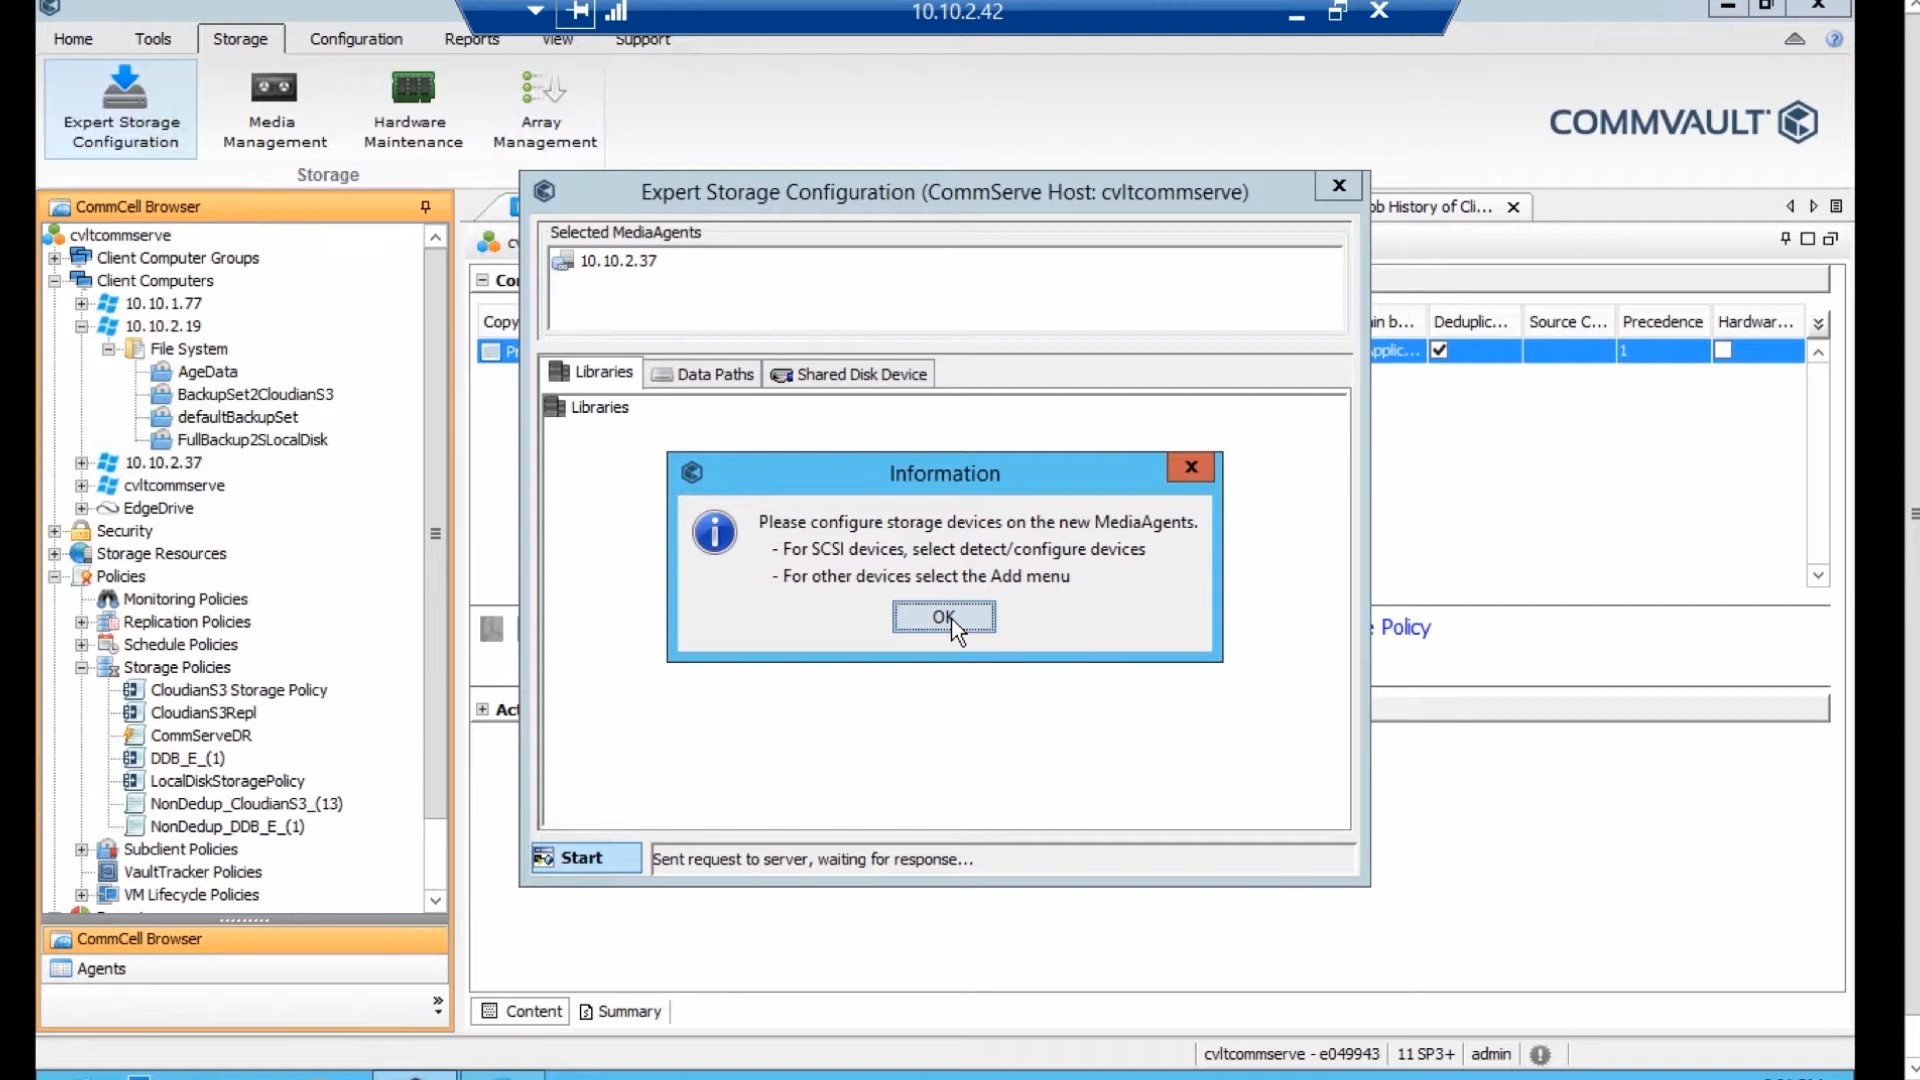 10.10.2.42
Home
Tools
Storage
Configuration
Reports
View
Support
Expert Storage
Configuration
Media
Management
Hardware
Maintenance
Array
Management
Storage
COMMVAULT
CommCell Browser
cvltcommserve
Client Computer Groups
Client Computers
10.10.1.77
10.10.2.19
File System
AgeData
BackupSet2CloudianS3
defaultBackupSet
FullBackup2SLocalDisk
10.10.2.37
cvltcommserve
EdgeDrive
Security
Storage Resources
Policies
Monitoring Policies
Replication Policies
Schedule Policies
Storage Policies
CloudianS3 Storage Policy
CloudianS3Repl
CommServeDR
DDB_E_(1)
LocalDiskStoragePolicy
NonDedup_CloudianS3_(13)
NonDedup_DDB_E_(1)
Subclient Policies
VaultTracker Policies
VM Lifecycle Policies
CommCell Browser
Agents
Expert Storage Configuration (CommServe Host: cvltcommserve)
Selected MediaAgents
10.10.2.37
Libraries
Data Paths
Shared Disk Device
Libraries
Information
Please configure storage devices on the new MediaAgents.
- For SCSI devices, select detect/configure devices
- For other devices select the Add menu
OK
Start
Sent request to server, waiting for response...
ob History of Cli...
Copy
in b...
Deduplic...
Source C...
Precedence
Hardwar...
pplic...
1
Policy
Content
Summary
cvltcommserve - e049943
11 SP3+
admin